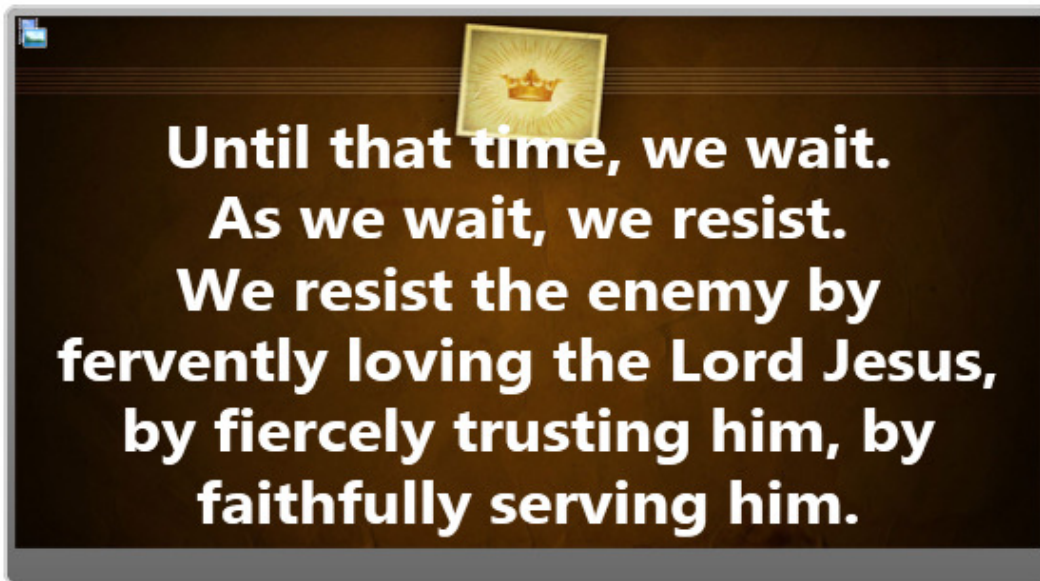 Until that time, we wait.
As we wait, we resist.
We resist the enemy by
fervently loving the Lord Jesus,
by fiercely trusting him, by
faithfully serving him.